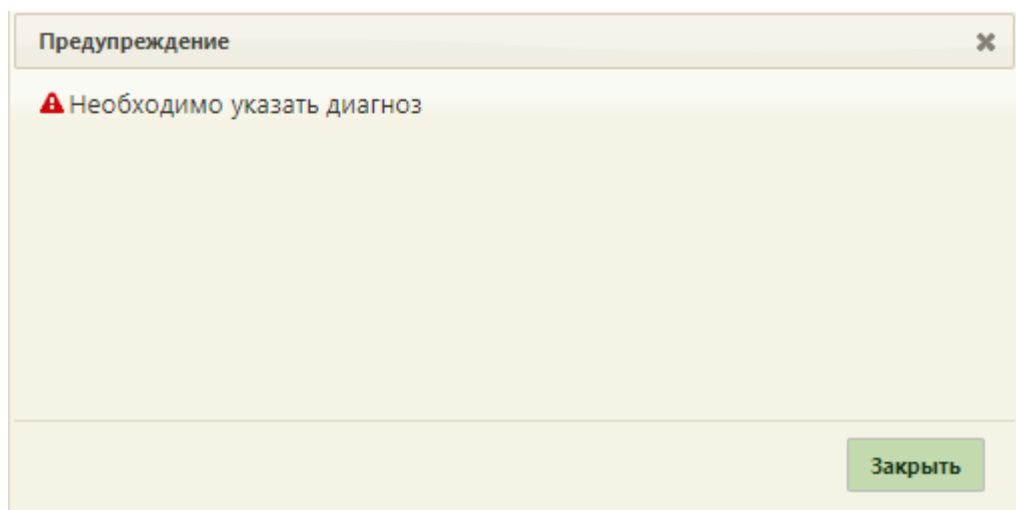 Предупреждение
Необходимо указать диагноз
Закрыть